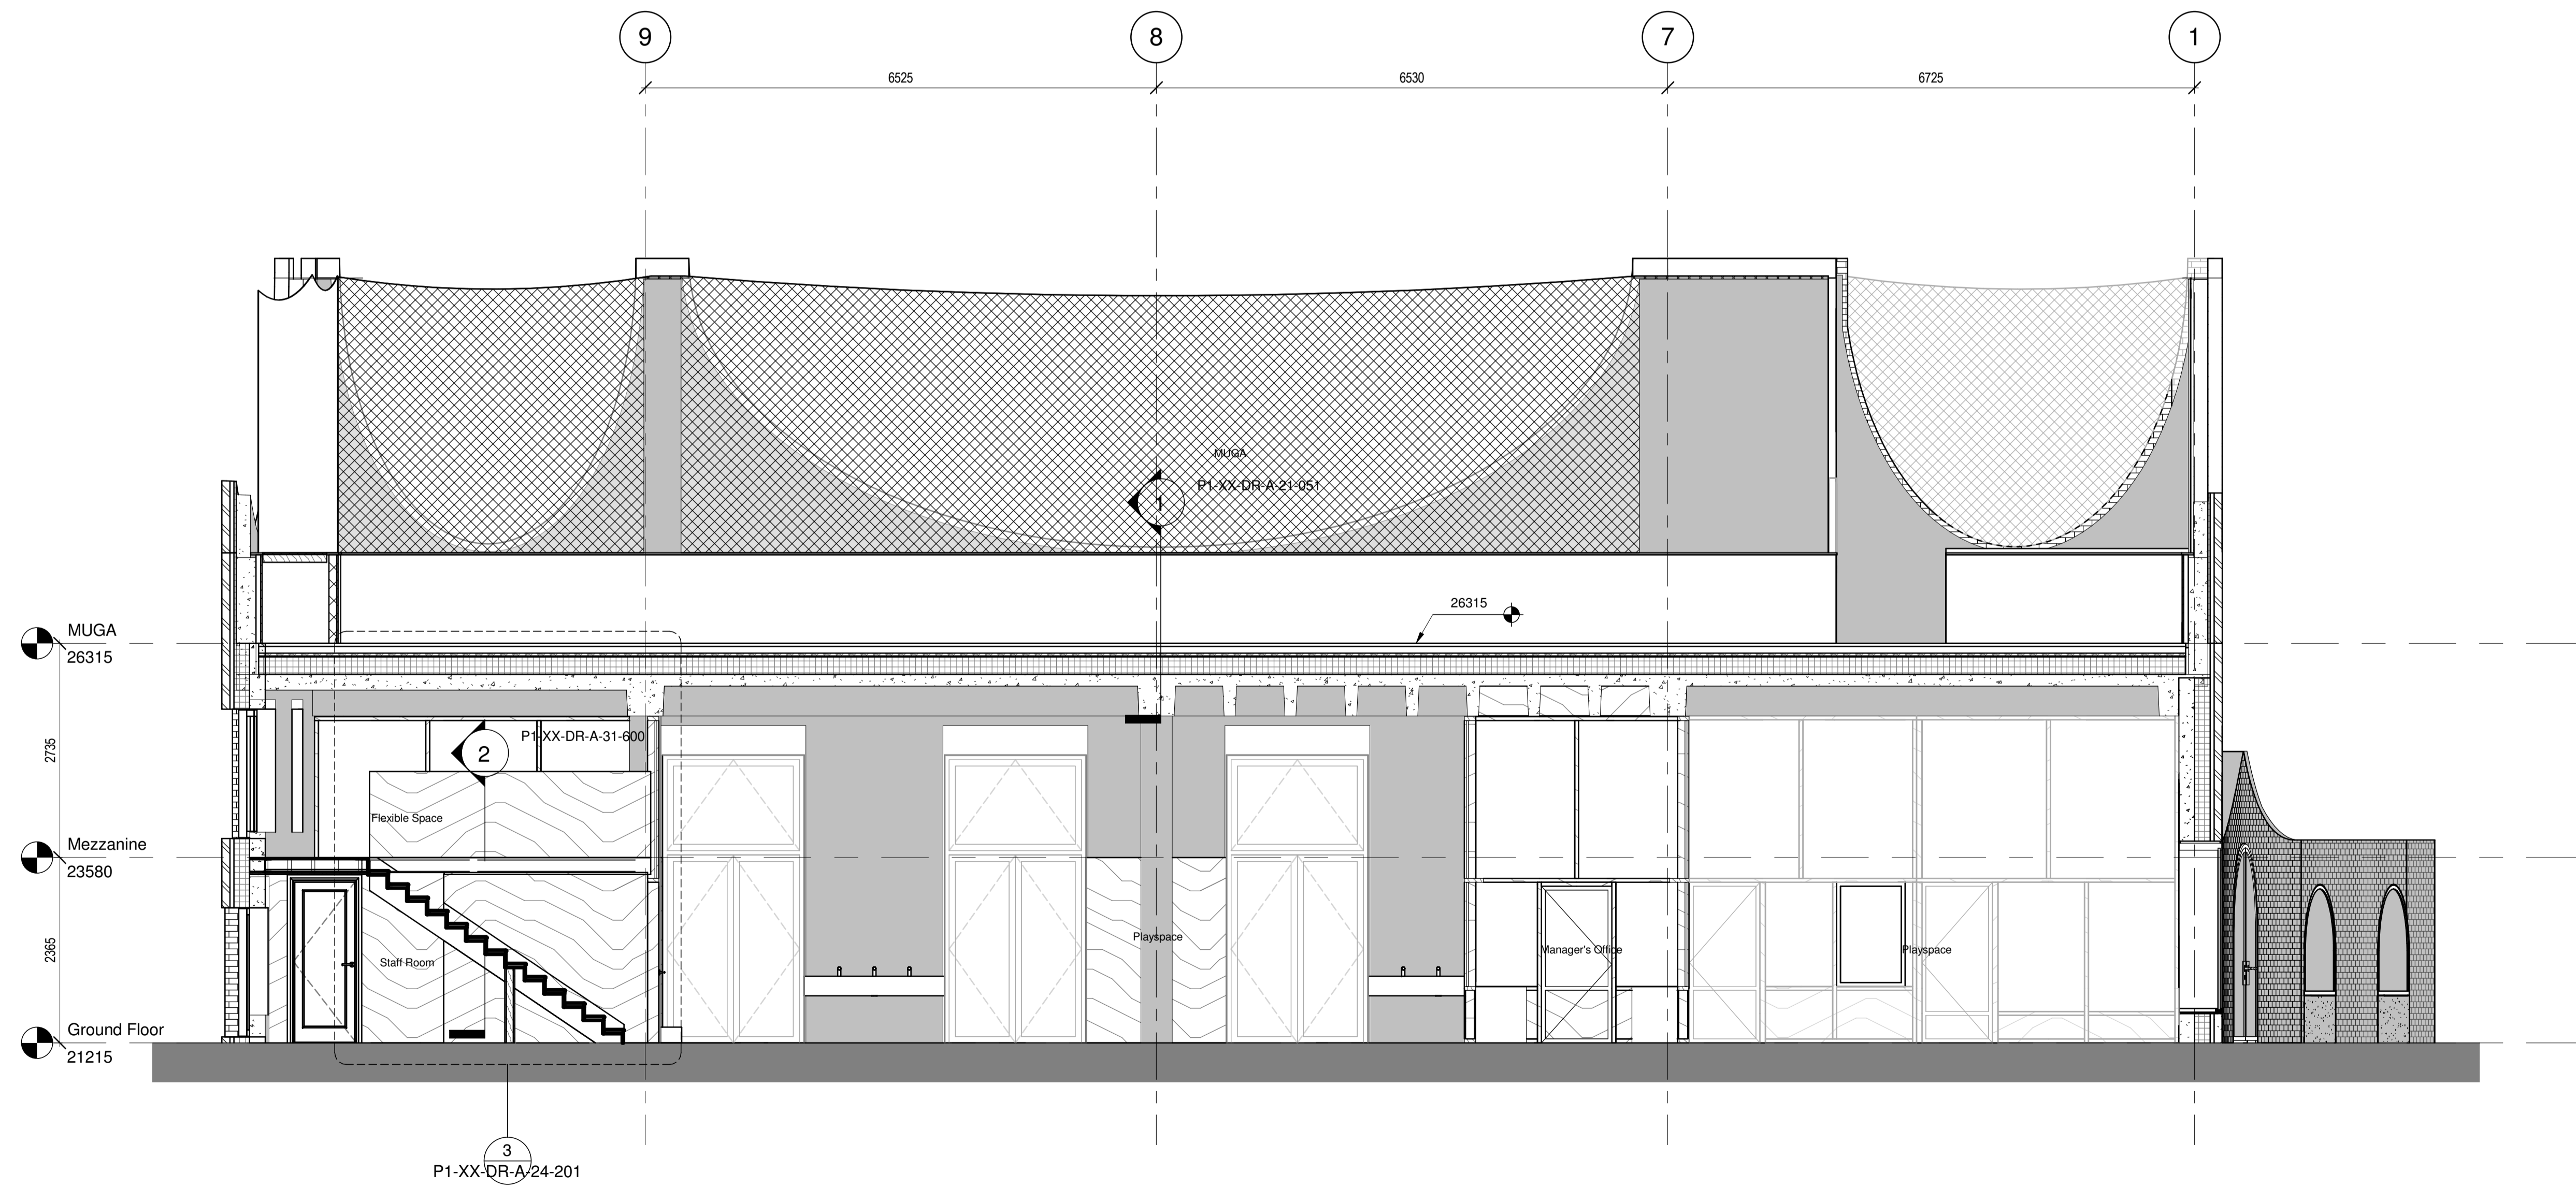 9
8
7
1
6525
6530
6725
MUGA
P1-XX-DR-A-21-051
1
26315
MUGA
26315
2735
P1-XX-DR-A-31-600
2
Flexible Space
Mezzanine
23580
2365
Staff Room
Playspace
Manager's Office
Playspace
Ground Floor
21215
3
P1-XX-DR-A-24-201